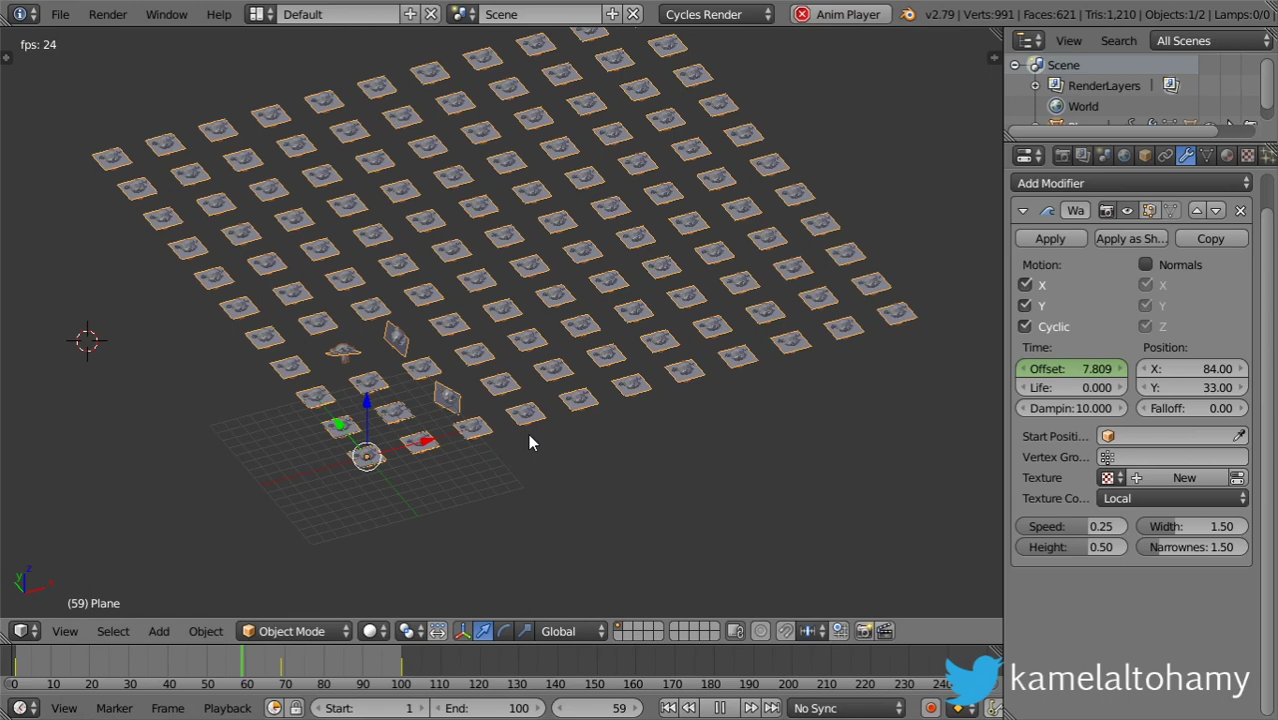 File Render Window Help Default Scene Cycles Render Anim Player v2.79 | Verts:991 | Faces:621 | Tris:1,210 | Objects:1/2 | Lamps:0/0
fps: 24
View Search All Scenes
Scene
RenderLayers
World
Add Modifier
Wa
Apply Apply as Sh... Copy
Motion: Normals
X X
Y Y
Cyclic Z
Time: Position:
Offset: 7.809 X: 84.00
Life: 0.000 Y: 33.00
Dampin: 10.000 Falloff: 0.00
Start Positi...
Vertex Gro...
Texture New
Texture Co... Local
Speed: 0.25 Width: 1.50
Height: 0.50 Narrownes: 1.50
z
y
x
(59) Plane
View Select Add Object Object Mode Global
0 10 20 30 40 50 60 70 80 90 100 110 120 130 140 150 160 170 180 190 200 210 220 230 240
View Marker Frame Playback Start: 1 End: 100 59 No Sync
kamelaltohamy